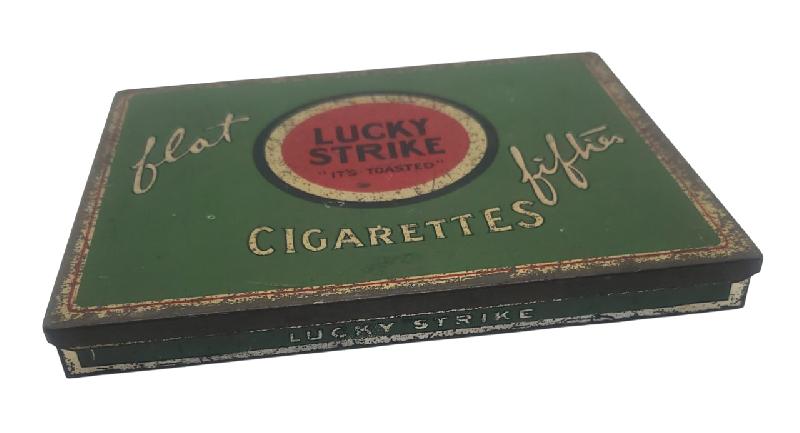 flat
LUCKY
STRIKE
"IT'S TOASTED"
fifties
CIGARETTES
LUCKY STRIKE